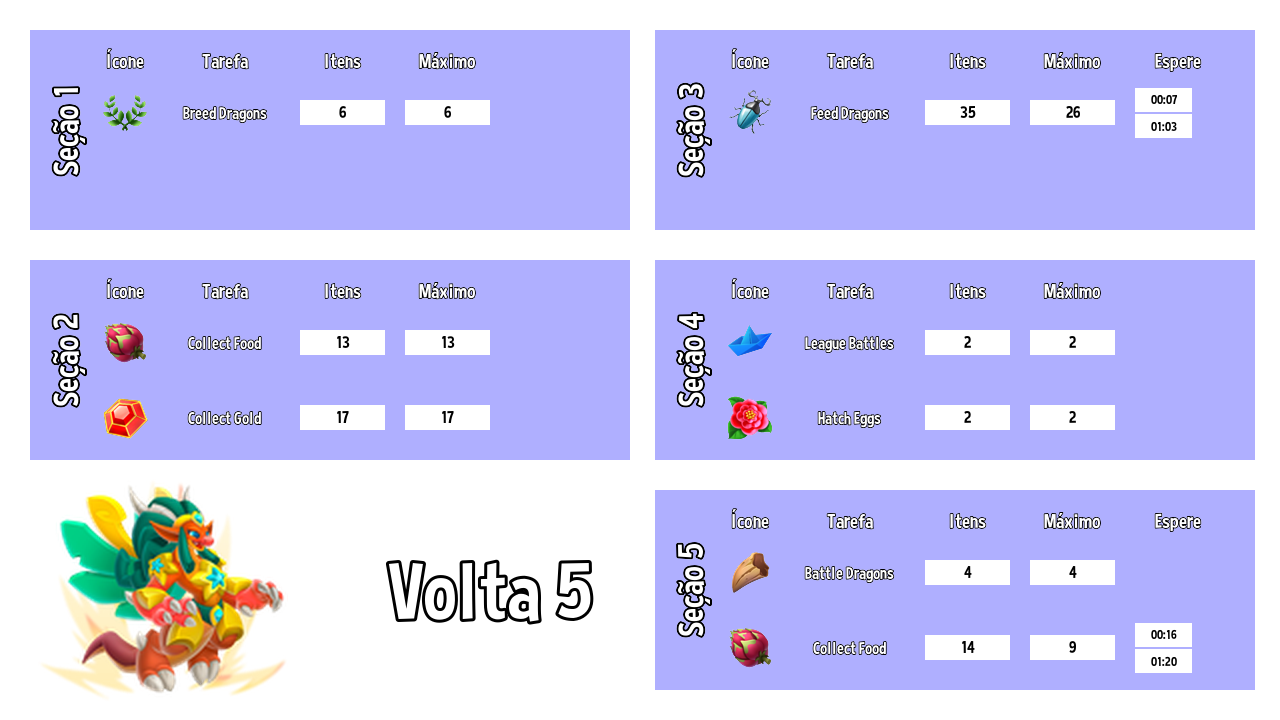 Seção 1
Ícone Tarefa Itens Máximo
Breed Dragons 6 6
Seção 2
Ícone Tarefa Itens Máximo
Collect Food 13 13
Collect Gold 17 17
Volta 5
Seção 3
Ícone Tarefa Itens Máximo Espere
Feed Dragons 35 26 00:07
01:03
Seção 4
Ícone Tarefa Itens Máximo
League Battles 2 2
Hatch Eggs 2 2
Seção 5
Ícone Tarefa Itens Máximo Espere
Battle Dragons 4 4
Collect Food 14 9 00:16
01:20